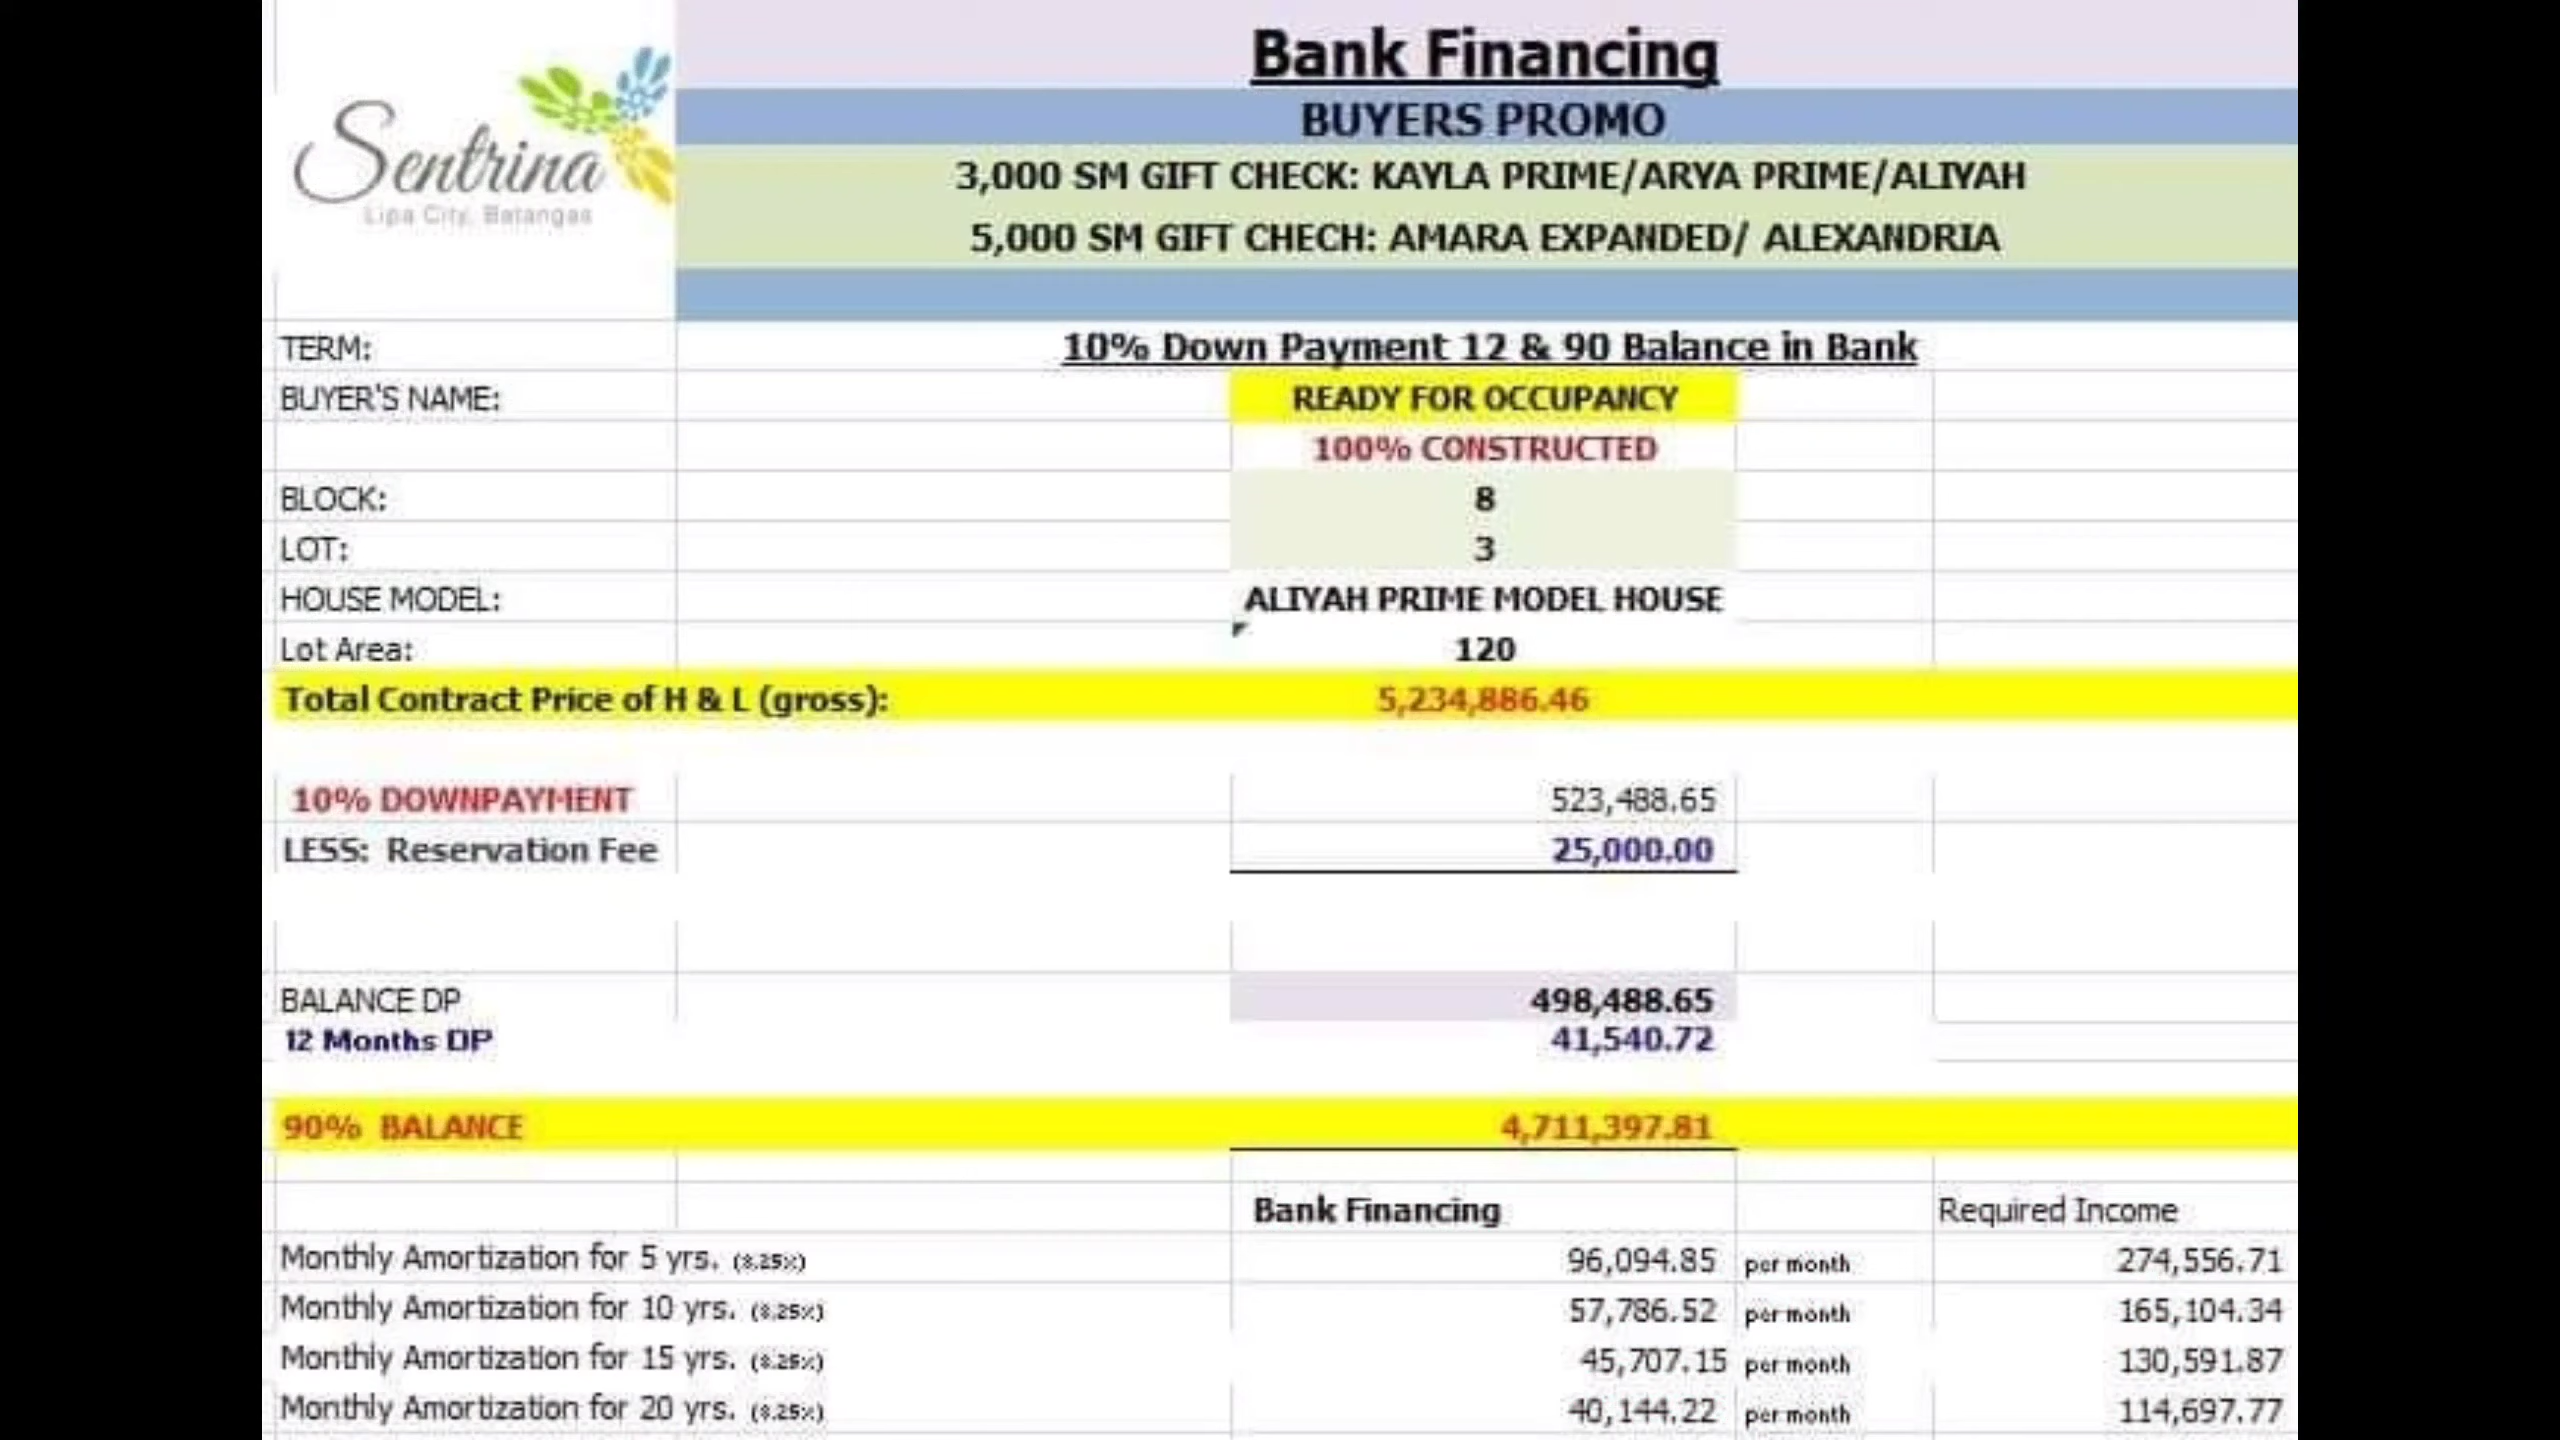 Bank Financing
BUYERS PROMO
Sentrina
Lipa City, Batangas
3,000 SM GIFT CHECK: KAYLA PRIME/ARYA PRIME/ALIYAH
5,000 SM GIFT CHECH: AMARA EXPANDED/ ALEXANDRIA
TERM: 10% Down Payment 12 & 90 Balance in Bank
BUYER'S NAME: READY FOR OCCUPANCY
100% CONSTRUCTED
BLOCK: 8
LOT: 3
HOUSE MODEL: ALIYAH PRIME MODEL HOUSE
Lot Area: 120
Total Contract Price of H & L (gross): 5,234,886.46
10% DOWNPAYMENT 523,488.65
LESS: Reservation Fee 25,000.00
BALANCE DP 498,488.65
12 Months DP 41,540.72
90% BALANCE 4,711,397.81
Bank Financing Required Income
Monthly Amortization for 5 yrs. (8.25%) 96,094.85 per month 274,556.71
Monthly Amortization for 10 yrs. (8.25%) 57,786.52 per month 165,104.34
Monthly Amortization for 15 yrs. (8.25%) 45,707.15 per month 130,591.87
Monthly Amortization for 20 yrs. (8.25%) 40,144.22 per month 114,697.77